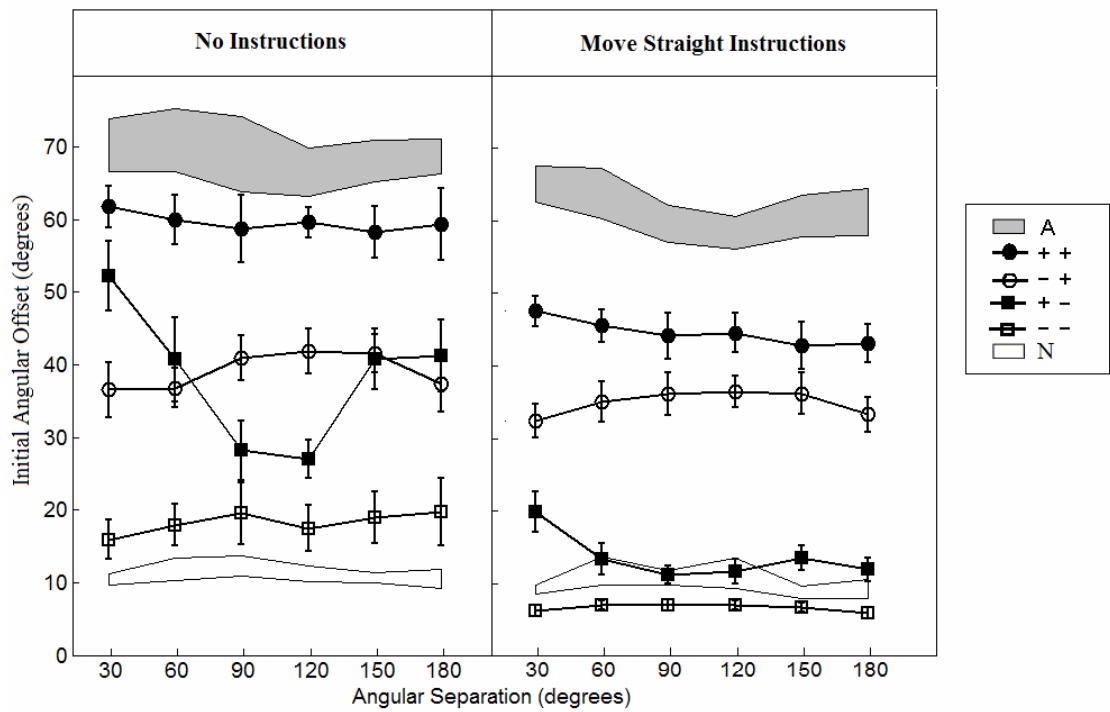 No Instructions
Move Straight Instructions
70
60
50
40
30
20
10
0
Initial Angular Offset (degrees)
30 60 90 120 150 180
30 60 90 120 150 180
Angular Separation (degrees)
A
+ +
− +
+ −
− −
N